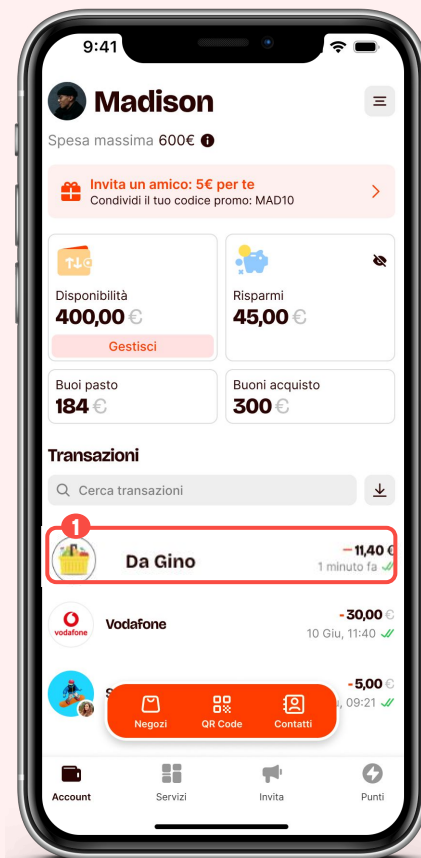 9:41
Madison
Spesa massima 600€
Invita un amico: 5€ per te
Condividi il tuo codice promo: MAD10
Disponibilità
400,00 €
Gestisci
Risparmi
45,00 €
Buoi pasto
184 €
Buoni acquisto
300 €
Transazioni
Cerca transazioni
1
Da Gino
– 11,40 €
1 minuto fa
vodafone
Vodafone
- 30,00 €
10 Giu, 11:40
- 5,00 €
09:21
Negozi
QR Code
Contatti
Account
Servizi
Invita
Punti